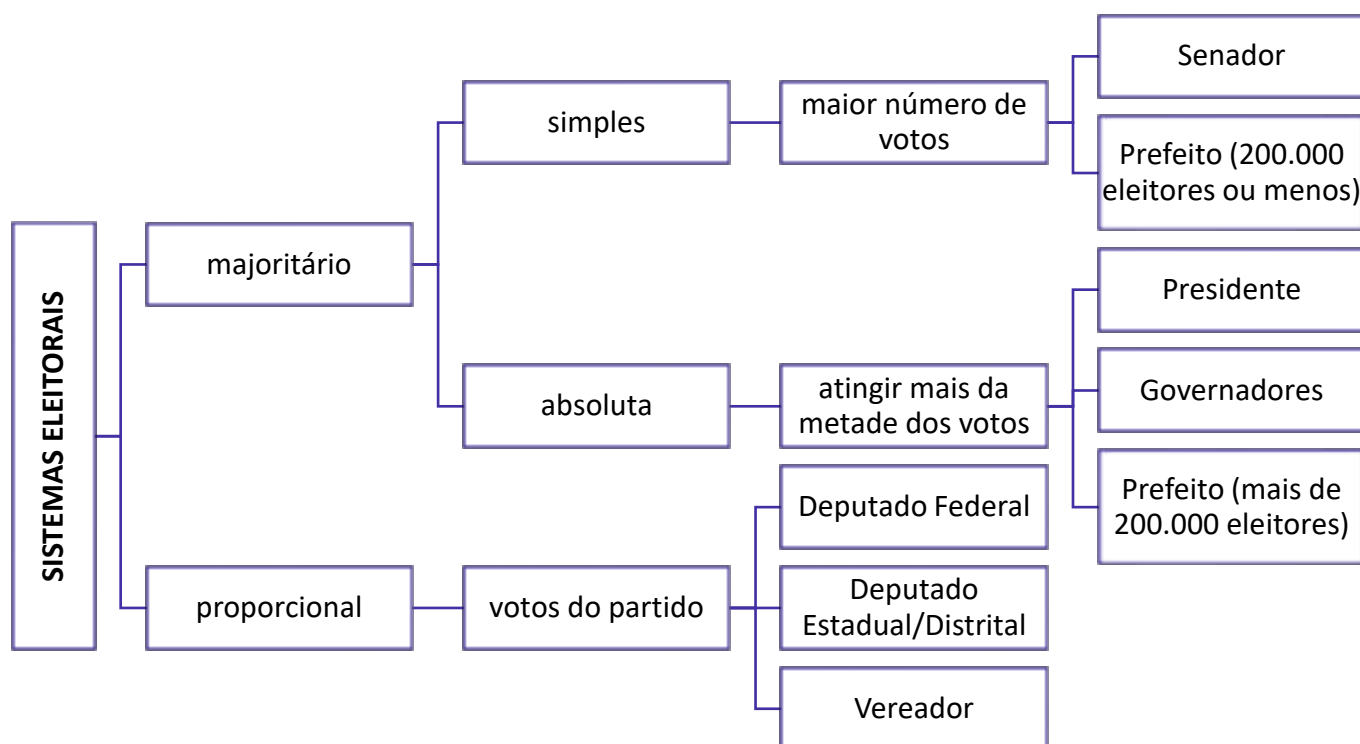 SISTEMAS ELEITORAIS
majoritário
simples
maior número de
votos
Senador
Prefeito (200.000
eleitores ou menos)
absoluta
atingir mais da
metade dos votos
Presidente
Governadores
Prefeito (mais de
200.000 eleitores)
proporcional
votos do partido
Deputado Federal
Deputado
Estadual/Distrital
Vereador